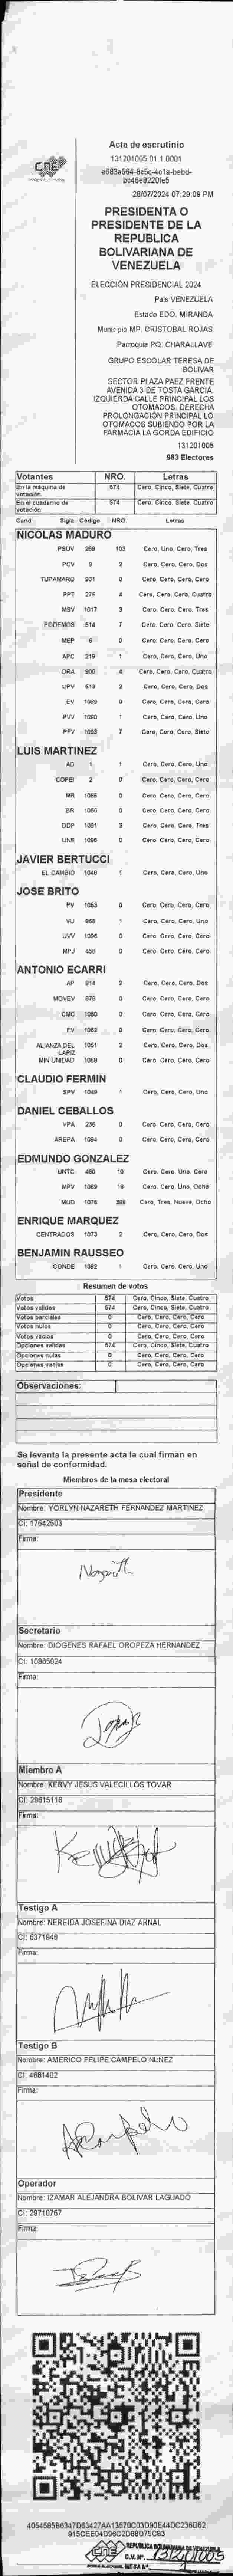 CNE
Acta de escrutinio
131201005.01.1.0001
28/07/2024 07:29:09 PM
PRESIDENTA O
PRESIDENTE DE LA
REPUBLICA
BOLIVARIANA DE
VENEZUELA
ELECCIÓN PRESIDENCIAL 2024
País VENEZUELA
Estado EDO. MIRANDA
Municipio MP. CRISTOBAL ROJAS
Parroquia PQ. CHARALLAVE
GRUPO ESCOLAR TERESA DE
BOLIVAR
SECTOR PLAZA PAEZ FRENTE
AVENIDA 3 DE TOSTA GARCIA.
IZQUIERDA CALLE PRINCIPAL LOS
OTOMACOS. DERECHA
PROLONGACIÓN PRINCIPAL LO
OTOMACOS SUBIENDO POR LA
FARMACIA LA GORDA EDIFICIO
131201005
983 Electores
Votantes NRO. Letras
En la máquina de votación 574 Cero, Cinco, Siete, Cuatro
En el cuaderno de votación 574 Cero, Cinco, Siete, Cuatro
Cand Sigla Código NRO. Letras
NICOLAS MADURO
PSUV 269 103 Cero, Uno, Cero, Tres
PCV 9 2 Cero, Cero, Cero, Dos
TUPAMARO 931 0 Cero, Cero, Cero, Cero
PPT 275 4 Cero, Cero, Cero, Cuatro
MSV 1017 3 Cero, Cero, Cero, Tres
PODEMOS 514 7 Cero, Cero, Cero, Siete
MEP 6 0 Cero, Cero, Cero, Cero
APC 219 1 Cero, Cero, Cero, Uno
ORA 906 4 Cero, Cero, Cero, Cuatro
UPV 613 2 Cero, Cero, Cero, Dos
EV 1069 0 Cero, Cero, Cero, Cero
PVV 1090 1 Cero, Cero, Cero, Uno
PFV 1093 7 Cero, Cero, Cero, Siete
LUIS MARTINEZ
AD 1 1 Cero, Cero, Cero, Uno
COPEI 2 0 Cero, Cero, Cero, Cero
MR 1088 0 Cero, Cero, Cero, Cero
BR 1066 0 Cero, Cero, Cero, Cero
DDP 1091 3 Cero, Cero, Cero, Tres
UNE 1095 0 Cero, Cero, Cero, Cero
JAVIER BERTUCCI
EL CAMBIO 1049 1 Cero, Cero, Cero, Uno
JOSE BRITO
PV 1053 0 Cero, Cero, Cero, Cero
VU 968 1 Cero, Cero, Cero, Uno
UVV 1096 0 Cero, Cero, Cero, Cero
MPJ 456 0 Cero, Cero, Cero, Cero
ANTONIO ECARRI
AP 814 2 Cero, Cero, Cero, Dos
MOVEV 879 0 Cero, Cero, Cero, Cero
CMC 1050 0 Cero, Cero, Cero, Cero
FV 1062 0 Cero, Cero, Cero, Cero
ALIANZA DEL LAPIZ 1051 2 Cero, Cero, Cero, Dos
MIN UNIDAD 1069 0 Cero, Cero, Cero, Cero
CLAUDIO FERMIN
SPV 1049 1 Cero, Cero, Cero, Uno
DANIEL CEBALLOS
VPA 236 0 Cero, Cero, Cero, Cero
AREPA 1094 0 Cero, Cero, Cero, Cero
EDMUNDO GONZALEZ
UNTC 460 10 Cero, Cero, Uno, Cero
MPV 1069 18 Cero, Cero, Uno, Ocho
MUD 1075 398 Cero, Tres, Nueve, Ocho
ENRIQUE MARQUEZ
CENTRADOS 1073 2 Cero, Cero, Cero, Dos
BENJAMIN RAUSSEO
CONDE 1092 1 Cero, Cero, Cero, Uno
Resumen de votos
Votos 574 Cero, Cinco, Siete, Cuatro
Votos validos 574 Cero, Cinco, Siete, Cuatro
Votos parciales 0 Cero, Cero, Cero, Cero
Votos nulos 0 Cero, Cero, Cero, Cero
Votos vacios 0 Cero, Cero, Cero, Cero
Opciones validas 574 Cero, Cinco, Siete, Cuatro
Opciones nulas 0 Cero, Cero, Cero, Cero
Opciones vacias 0 Cero, Cero, Cero, Cero
Observaciones:
Se levanta la presente acta la cual firman en
señal de conformidad.
Miembros de la mesa electoral
Presidente
Nombre: YORLYN NAZARETH FERNANDEZ MARTINEZ
CI: 17642503
Firma:
Nazareth
Secretario
Nombre: DIOGENES RAFAEL OROPEZA HERNANDEZ
CI: 10865024
Firma:
Miembro A
Nombre: KERVY JESUS VALECILLOS TOVAR
CI: 29615116
Firma:
Testigo A
Nombre: NEREIDA JOSEFINA DIAZ ARNAL
CI: 6371846
Firma:
Testigo B
Nombre: AMERICO FELIPE CAMPELO NUNEZ
CI: 4681402
Firma:
ACampelo
Operador
Nombre: IZAMAR ALEJANDRA BOLIVAR LAGUADO
CI: 29710767
Firma:
CNE
REPUBLICA BOLIVARIANA DE VENEZUELA
C.V. Nº. 131201005